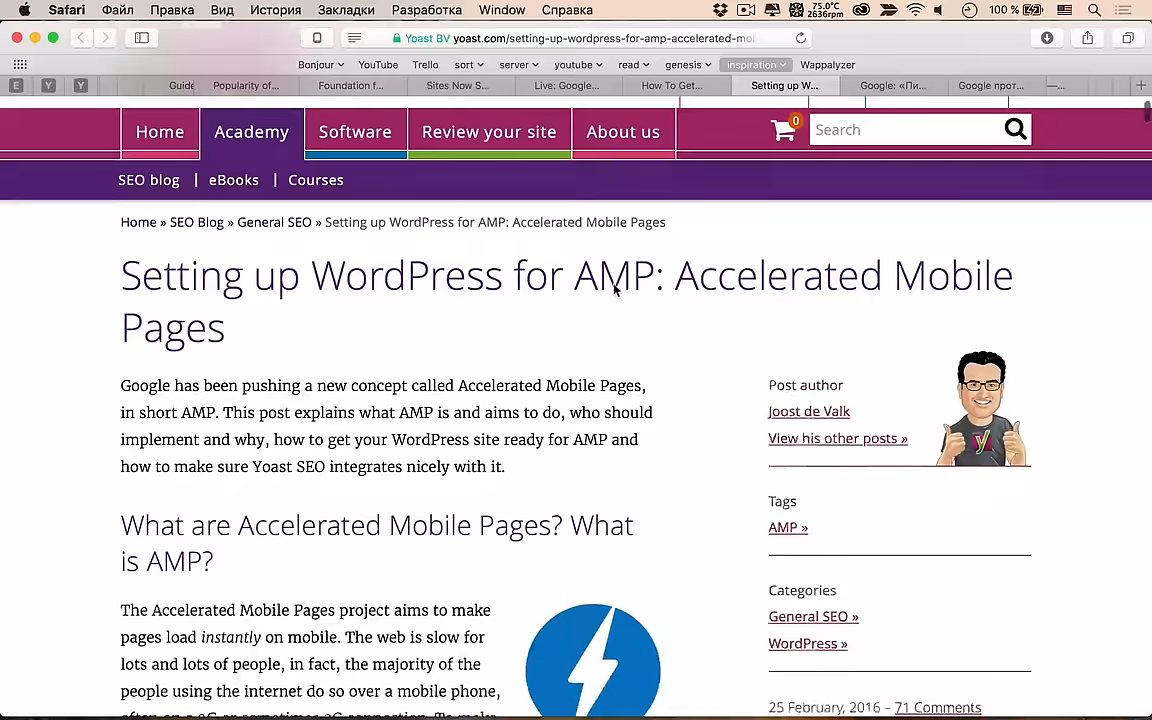 Safari Файл Правка Вид История Закладки Разработка Window Справка 75.0°C 2636rpm 100 %
Yoast BV yoast.com/setting-up-wordpress-for-amp-accelerated-mo
Bonjour YouTube Trello sort server youtube read genesis inspiration Wappalyzer
E Y Y Guide Popularity of... Foundation f... Sites Now S... Live: Google... How To Get... Setting up W... Google: «Пи... Google прот...
Home Academy Software Review your site About us 0 Search
SEO blog | eBooks | Courses
Home » SEO Blog » General SEO » Setting up WordPress for AMP: Accelerated Mobile Pages
Setting up WordPress for AMP: Accelerated Mobile
Pages
Google has been pushing a new concept called Accelerated Mobile Pages,
in short AMP. This post explains what AMP is and aims to do, who should
implement and why, how to get your WordPress site ready for AMP and
how to make sure Yoast SEO integrates nicely with it.
What are Accelerated Mobile Pages? What
is AMP?
The Accelerated Mobile Pages project aims to make
pages load instantly on mobile. The web is slow for
lots and lots of people, in fact, the majority of the
people using the internet do so over a mobile phone,
Post author
Joost de Valk
View his other posts »
y
Tags
AMP »
Categories
General SEO »
WordPress »
25 February, 2016 – 71 Comments